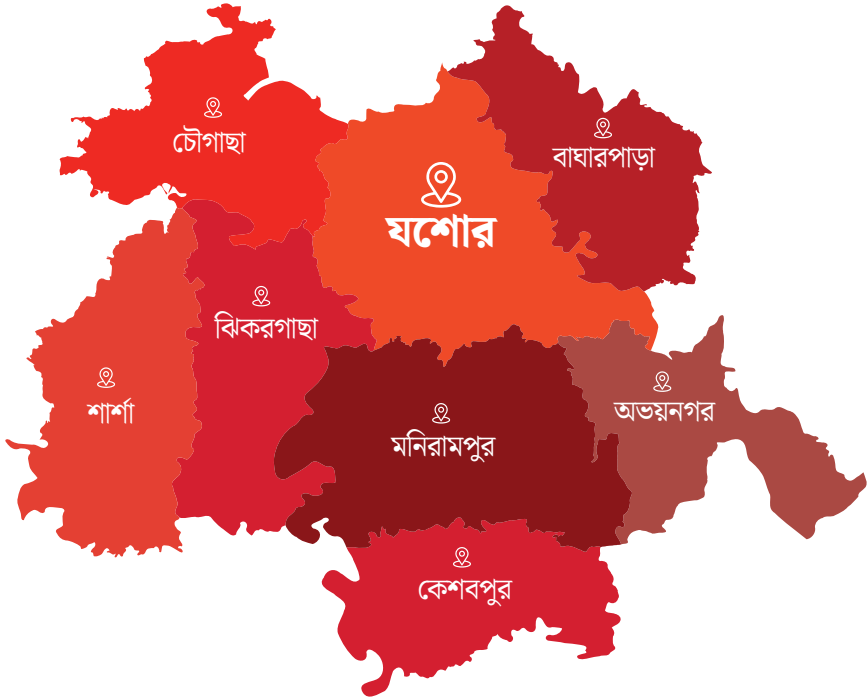 চৌগাছা
বাঘারপাড়া
যশোর
ঝিকরগাছা
শার্শা
অভয়নগর
মনিরামপুর
কেশবপুর